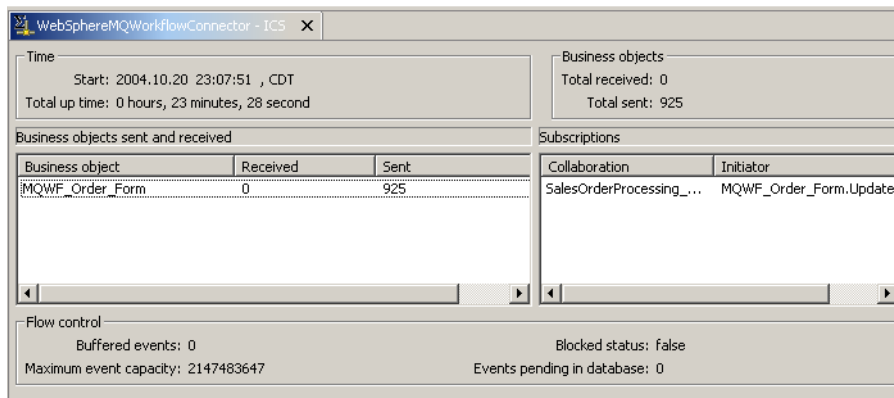 WebSphereMQWorkflowConnector - ICS
Time
Start: 2004.10.20 23:07:51 , CDT
Total up time: 0 hours, 23 minutes, 28 second
Business objects
Total received: 0
Total sent: 925
Business objects sent and received
Business object Received Sent
MQWF_Order_Form 0 925
Subscriptions
Collaboration Initiator
SalesOrderProcessing_... MQWF_Order_Form.Update
Flow control
Buffered events: 0
Blocked status: false
Maximum event capacity: 2147483647
Events pending in database: 0